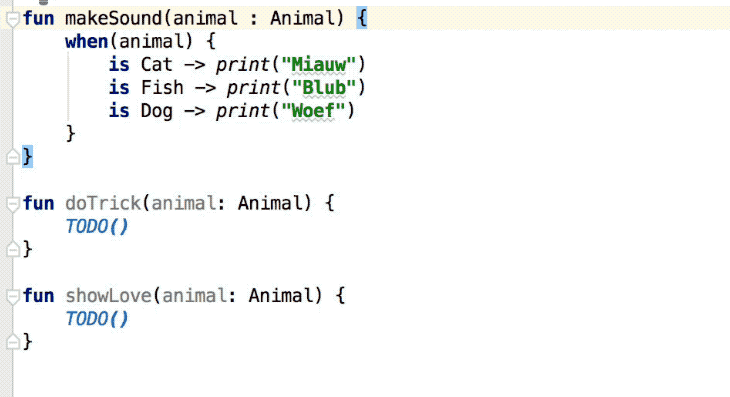 fun makeSound(animal : Animal) {
    when(animal) {
        is Cat -> print("Miauw")
        is Fish -> print("Blub")
        is Dog -> print("Woef")
    }
}
fun doTrick(animal: Animal) {
    TODO()
}
fun showLove(animal: Animal) {
    TODO()
}